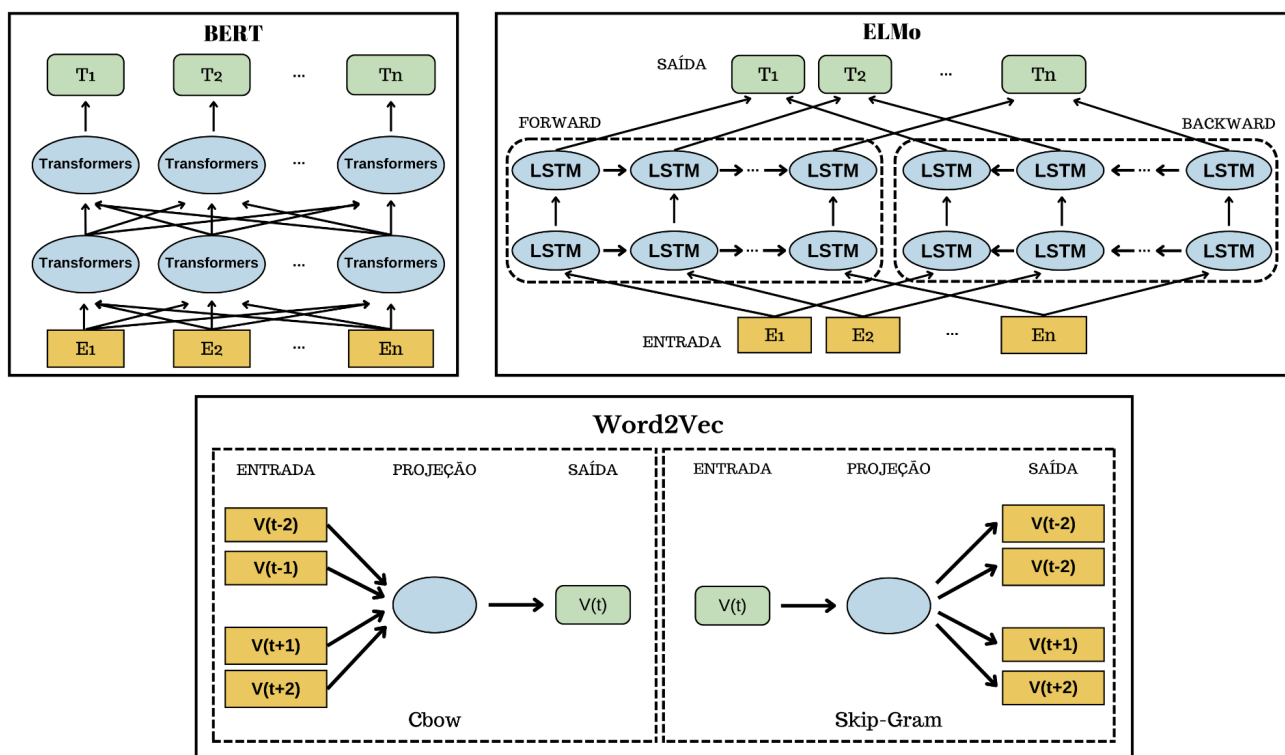 BERT
T1 T2 ... Tn
Transformers Transformers ... Transformers
Transformers Transformers ... Transformers
E1 E2 ... En
ELMo
SAÍDA T1 T2 ... Tn
FORWARD BACKWARD
LSTM LSTM ... LSTM LSTM LSTM ... LSTM
LSTM LSTM ... LSTM LSTM LSTM ... LSTM
ENTRADA E1 E2 ... En
Word2Vec
ENTRADA PROJEÇÃO SAÍDA
V(t-2)
V(t-1)
V(t)
V(t+1)
V(t+2)
Cbow
ENTRADA PROJEÇÃO SAÍDA
V(t-2)
V(t-2)
V(t)
V(t+1)
V(t+2)
Skip-Gram